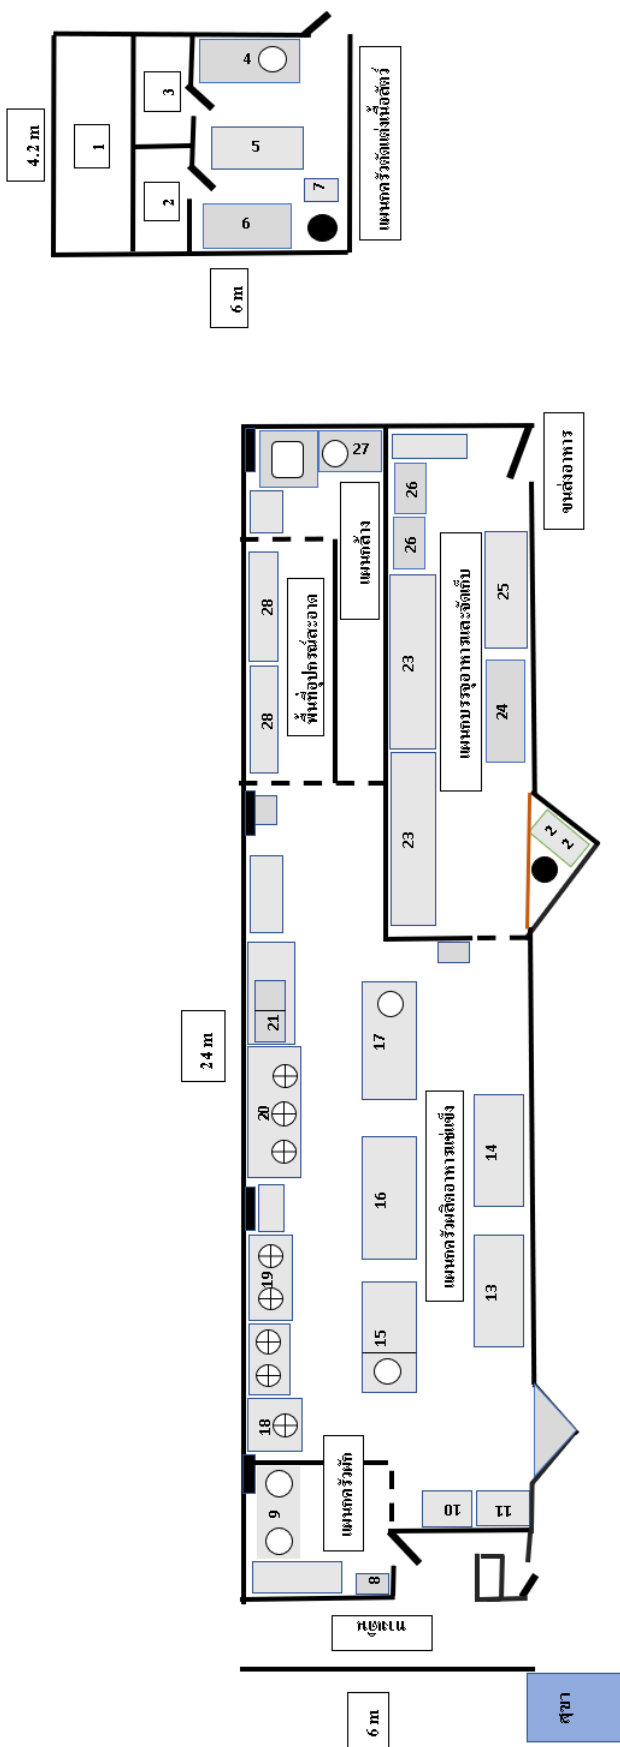 4
3
แผนกครัวตัดแต่งเนื้อสัตว์
4.2 m
1
5
2
7
6
6 m
27
26
ขนส่งอาหาร
แผนกล้าง
26
28
25
พื้นที่อุปกรณ์สะอาด
23
แผนกบรรจุอาหารและจัดเก็บ
28
24
23
2
2
21
17
24 m
20
16
แผนกครัวผลิตอาหารแช่แข็ง
14
19
15
13
18
แผนกครัวผัก
9
10
11
8
ทางเดิน
สุขา
6 m